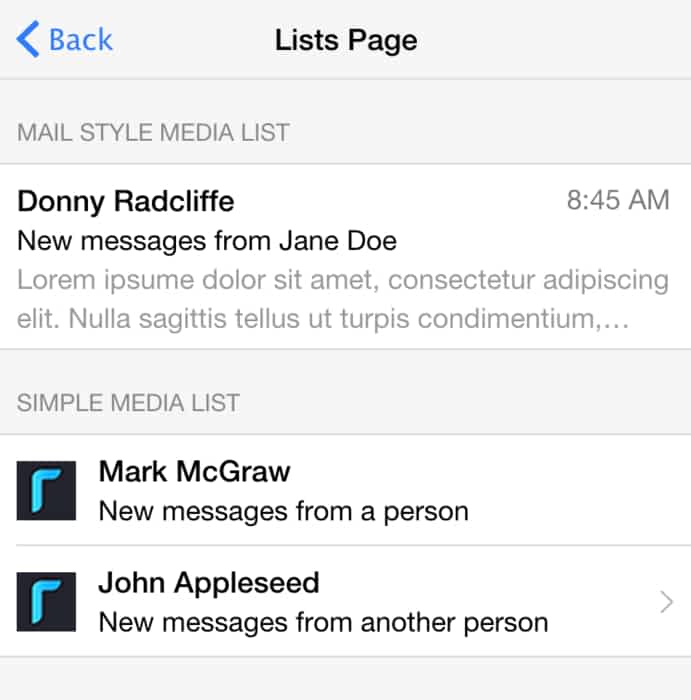 Back
Lists Page
MAIL STYLE MEDIA LIST
Donny Radcliffe 8:45 AM
New messages from Jane Doe
Lorem ipsume dolor sit amet, consectetur adipiscing
elit. Nulla sagittis tellus ut turpis condimentium,...
SIMPLE MEDIA LIST
Mark McGraw
New messages from a person
John Appleseed
New messages from another person